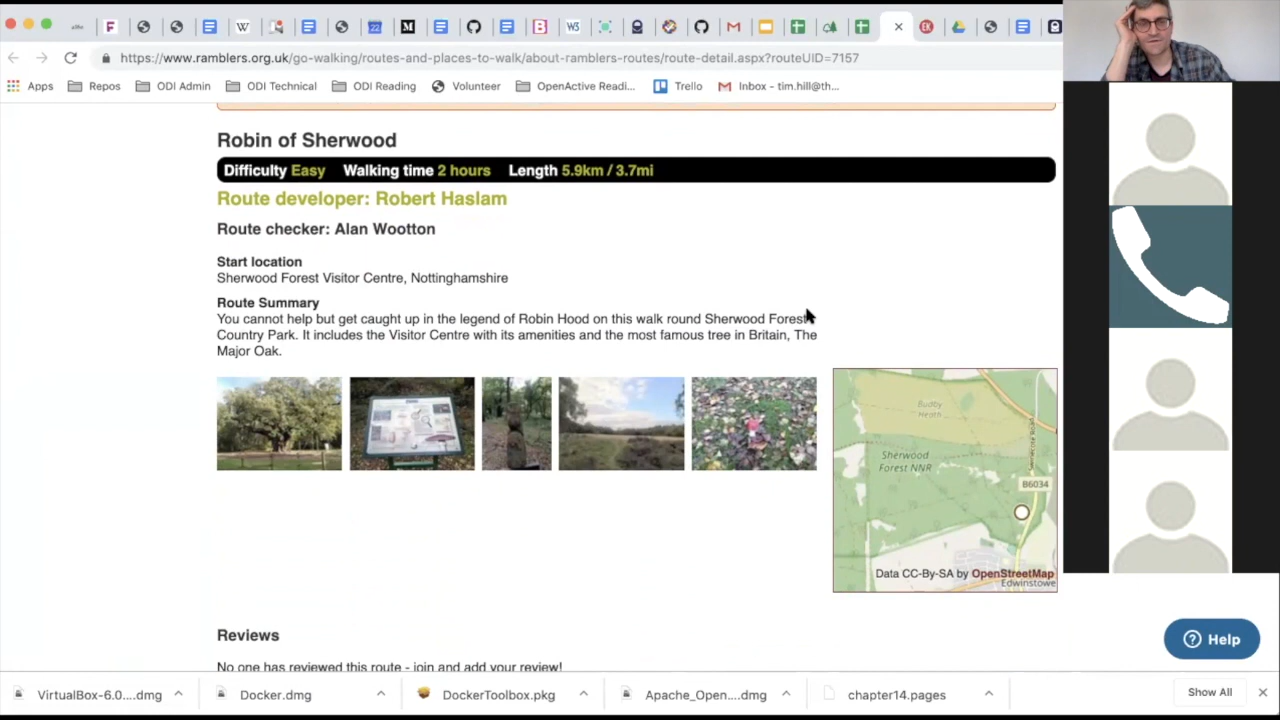 F
W
22
M
B
W3
EK
https://www.ramblers.org.uk/go-walking/routes-and-places-to-walk/about-ramblers-routes/route-detail.aspx?routeUID=7157
Apps Repos ODI Admin ODI Technical ODI Reading Volunteer OpenActive Readi... Trello Inbox - tim.hill@th...
Robin of Sherwood
Difficulty Easy Walking time 2 hours Length 5.9km / 3.7mi
Route developer: Robert Haslam
Route checker: Alan Wootton
Start location
Sherwood Forest Visitor Centre, Nottinghamshire
Route Summary
You cannot help but get caught up in the legend of Robin Hood on this walk round Sherwood Forest
Country Park. It includes the Visitor Centre with its amenities and the most famous tree in Britain, The
Major Oak.
Budby
Heath
Sherwood
Forest NNR
B6034
Data CC-By-SA by OpenStreetMap
Edwinstowe
Reviews
No one has reviewed this route - join and add your review!
Help
VirtualBox-6.0....dmg Docker.dmg DockerToolbox.pkg Apache_Open....dmg chapter14.pages Show All